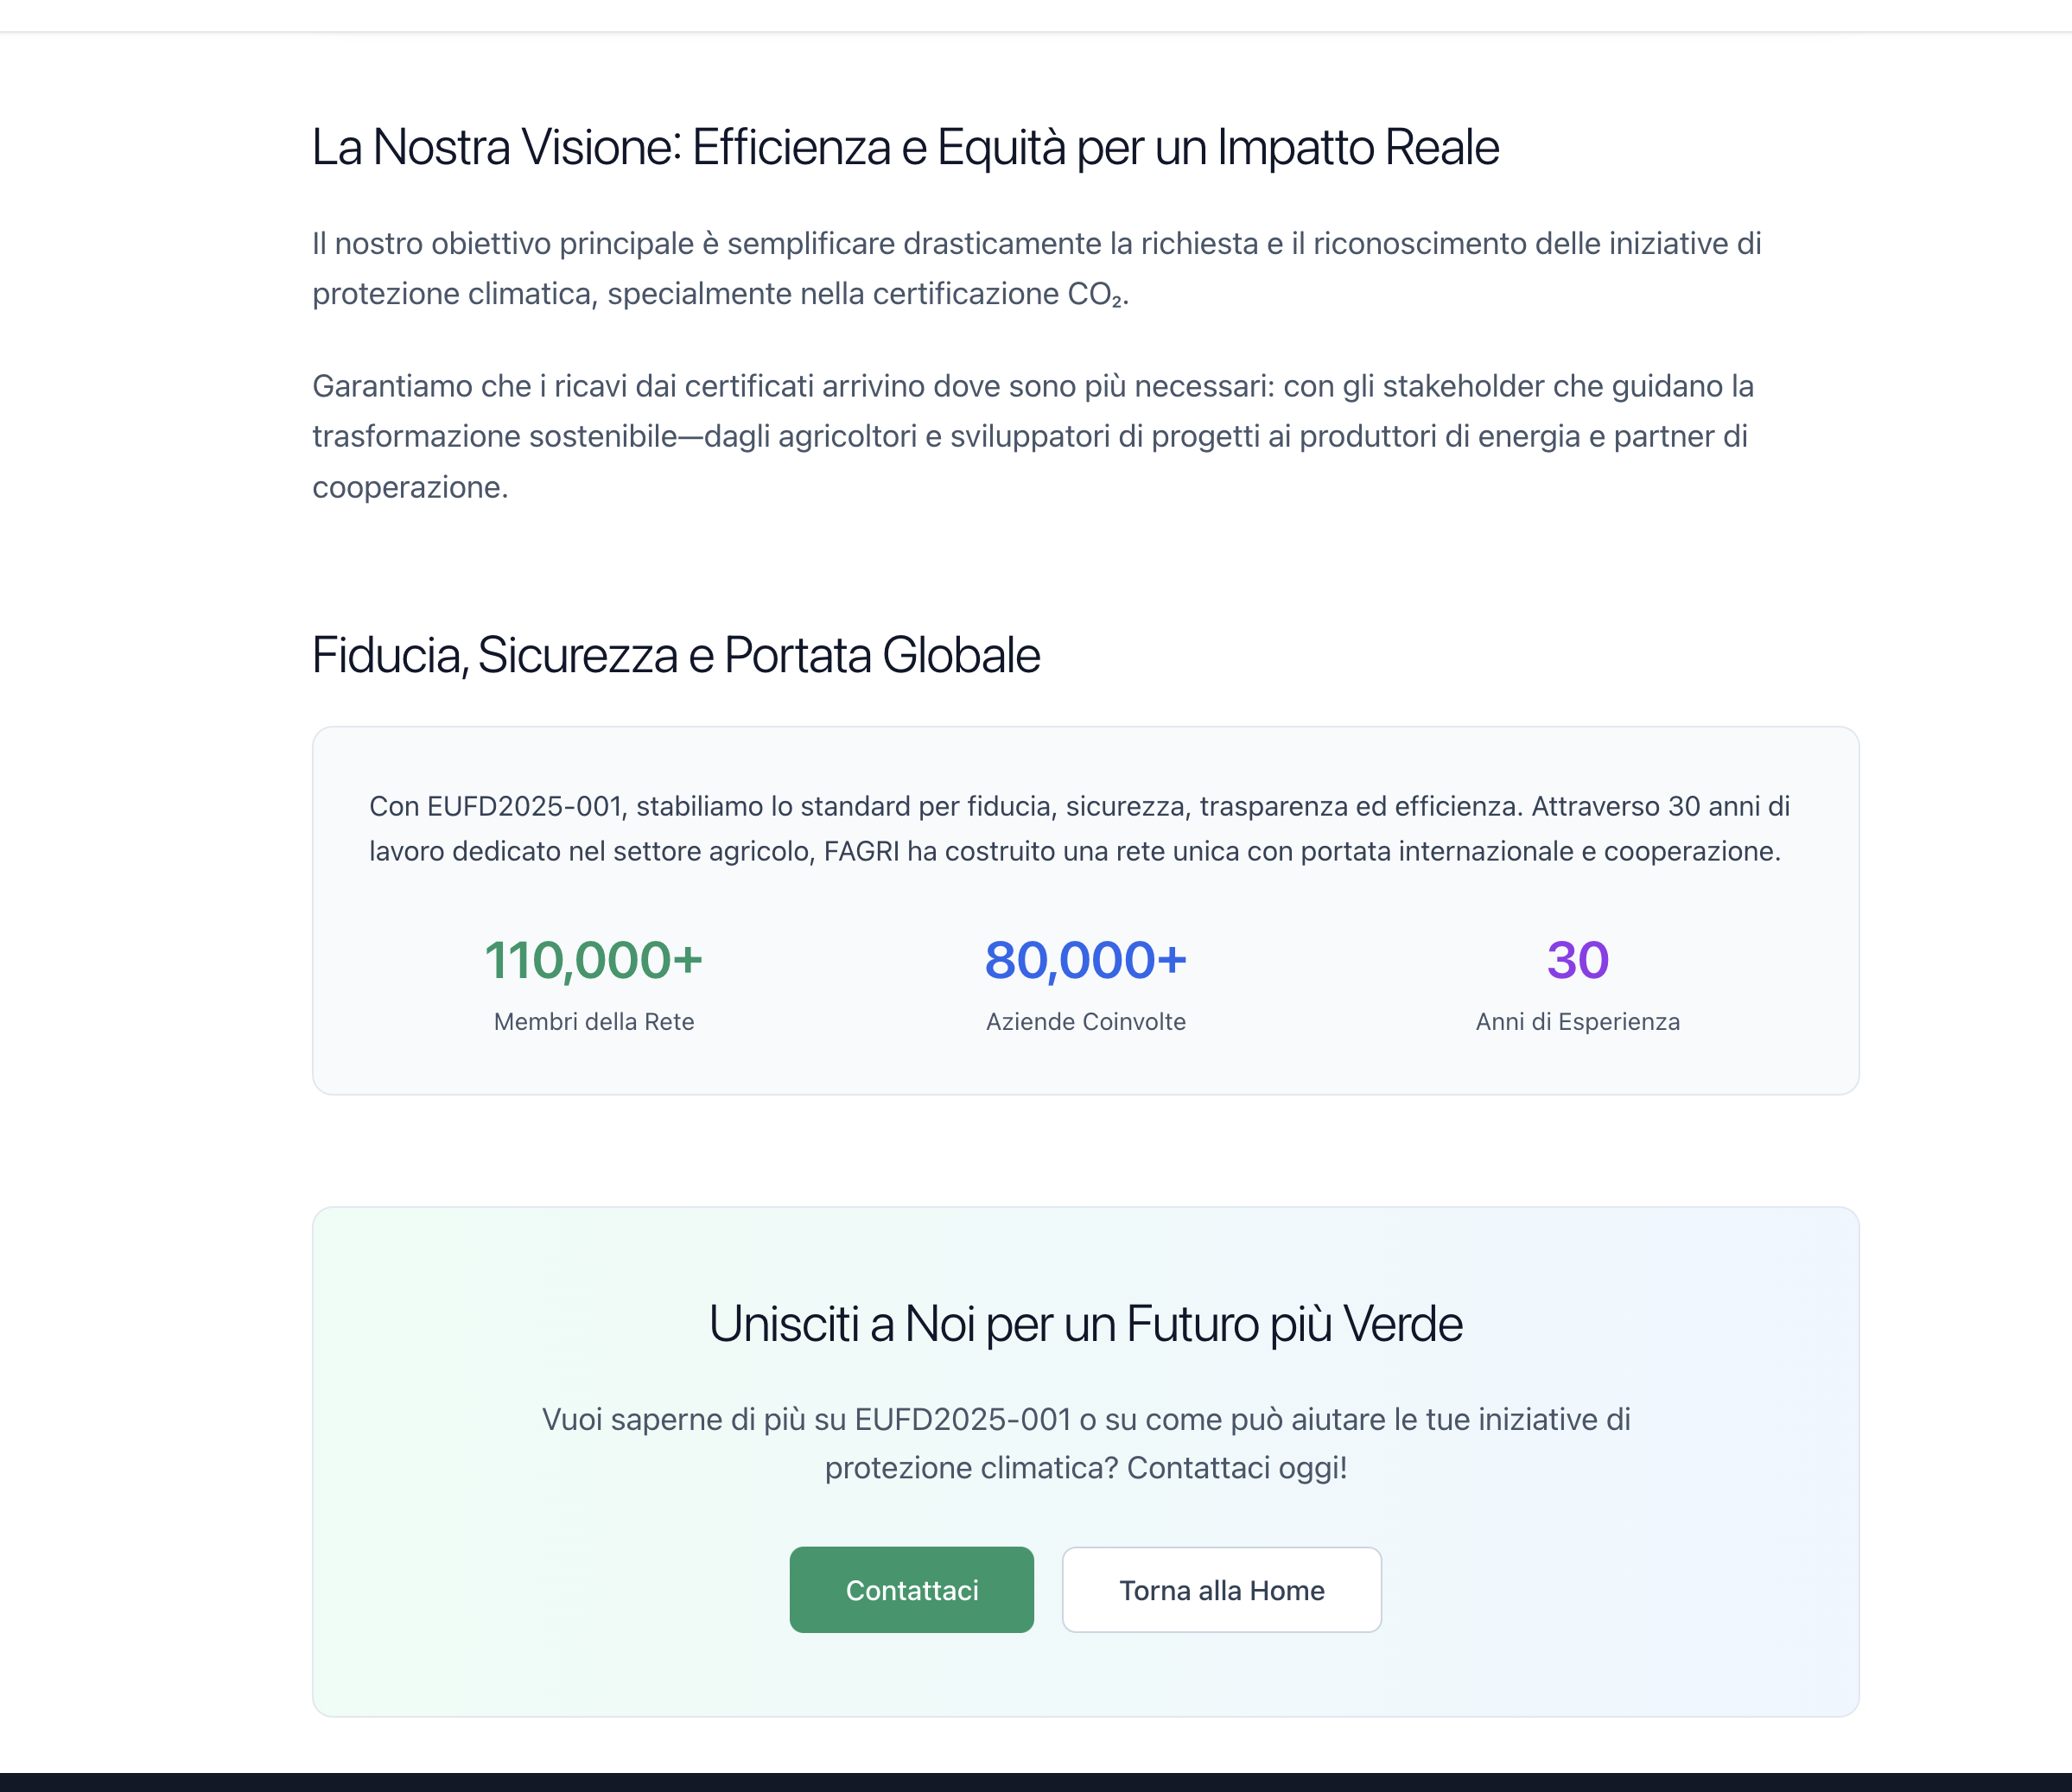 La Nostra Visione: Efficienza e Equità per un Impatto Reale
Il nostro obiettivo principale è semplificare drasticamente la richiesta e il riconoscimento delle iniziative di
protezione climatica, specialmente nella certificazione CO₂.
Garantiamo che i ricavi dai certificati arrivino dove sono più necessari: con gli stakeholder che guidano la
trasformazione sostenibile—dagli agricoltori e sviluppatori di progetti ai produttori di energia e partner di
cooperazione.
Fiducia, Sicurezza e Portata Globale
Con EUFD2025-001, stabiliamo lo standard per fiducia, sicurezza, trasparenza ed efficienza. Attraverso 30 anni di
lavoro dedicato nel settore agricolo, FAGRI ha costruito una rete unica con portata internazionale e cooperazione.
110,000+
Membri della Rete
80,000+
Aziende Coinvolte
30
Anni di Esperienza
Unisciti a Noi per un Futuro più Verde
Vuoi saperne di più su EUFD2025-001 o su come può aiutare le tue iniziative di
protezione climatica? Contattaci oggi!
Contattaci
Torna alla Home